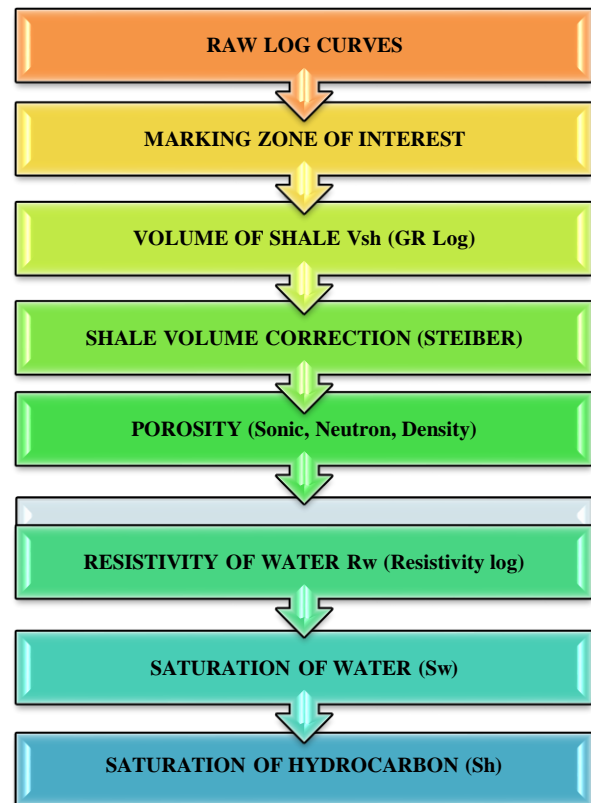 RAW LOG CURVES
MARKING ZONE OF INTEREST
VOLUME OF SHALE Vsh (GR Log)
SHALE VOLUME CORRECTION (STEIBER)
POROSITY (Sonic, Neutron, Density)
RESISTIVITY OF WATER Rw (Resistivity log)
SATURATION OF WATER (Sw)
SATURATION OF HYDROCARBON (Sh)